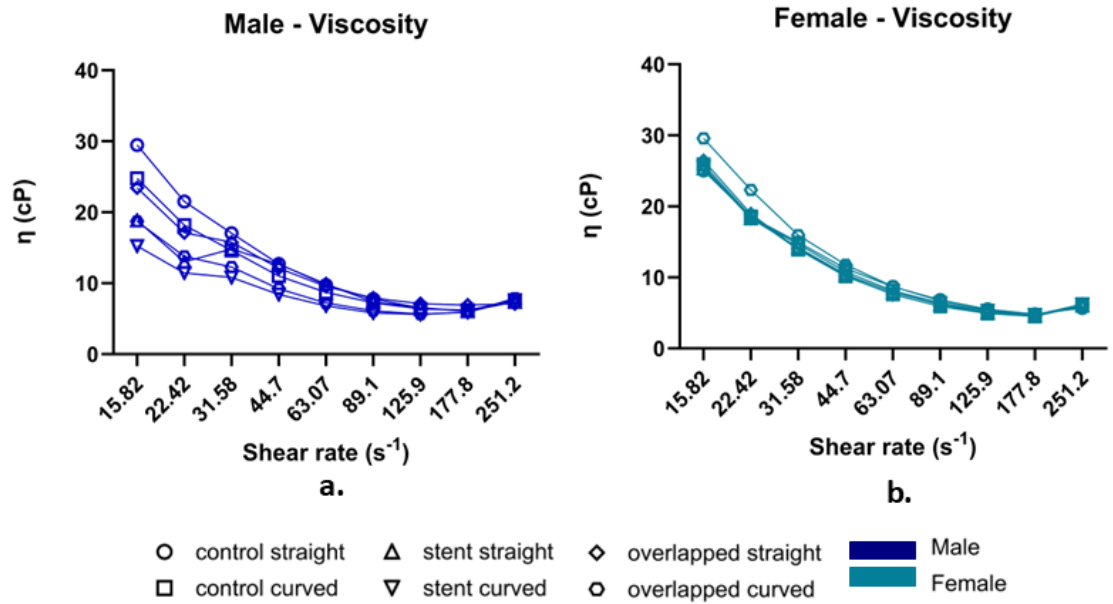 Male - Viscosity
40
30
20
10
0
η (cP)
15.82
22.42
31.58
44.7
63.07
89.1
125.9
177.8
251.2
Shear rate (s⁻¹)
a.
Female - Viscosity
40
30
20
10
0
η (cP)
15.82
22.42
31.58
44.7
63.07
89.1
125.9
177.8
251.2
Shear rate (s⁻¹)
b.
control straight
stent straight
overlapped straight
Male
control curved
stent curved
overlapped curved
Female